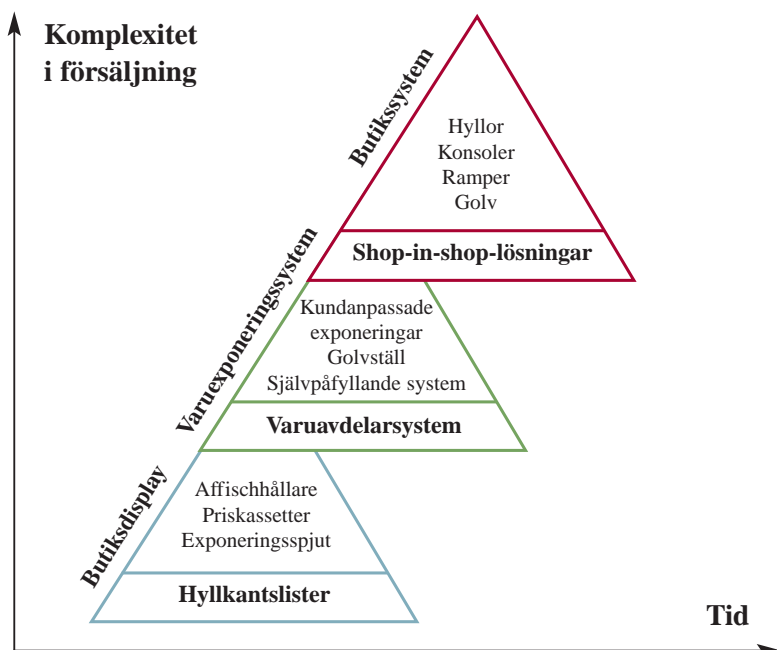 Komplexitet
i försäljning
Butikssystem
Hyllor
Konsoler
Ramper
Golv
Shop-in-shop-lösningar
Varuexponeringssystem
Kundanpassade
exponeringar
Golvställ
Självpåfyllande system
Varuavdelarsystem
Butiksdisplay
Affischhållare
Priskassetter
Exponeringsspjut
Hyllkantslister
Tid